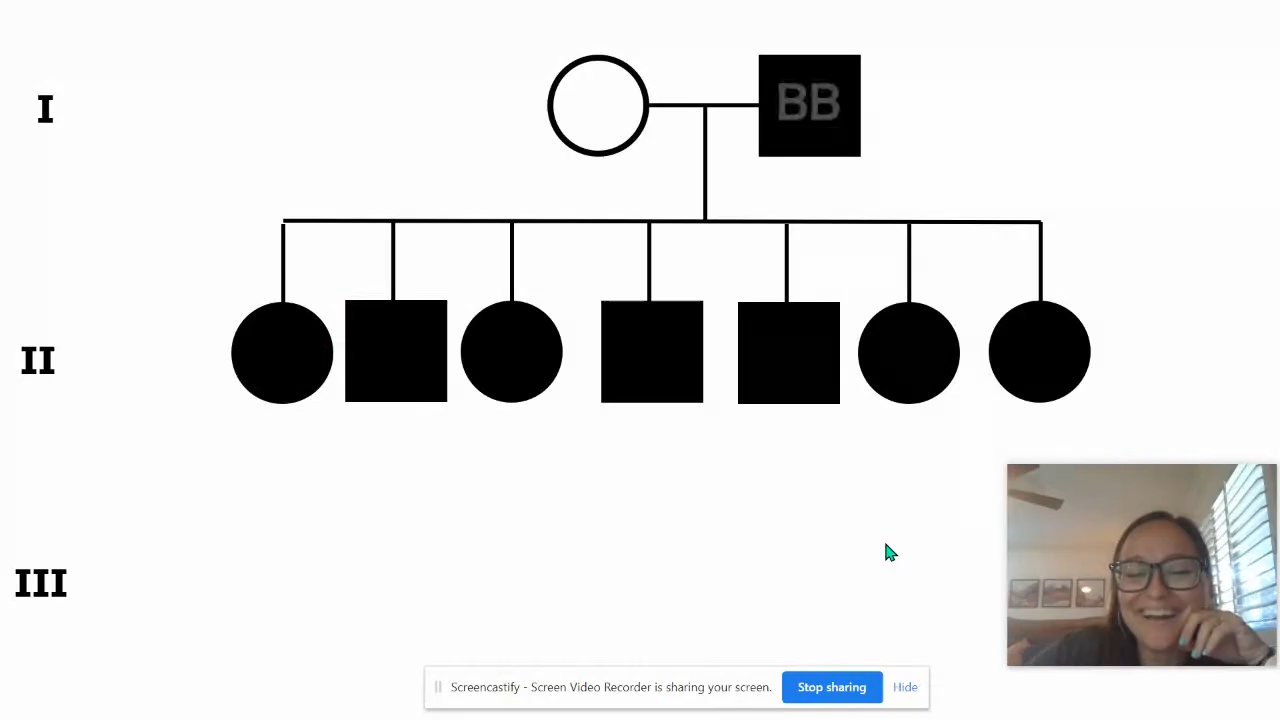 I
BB
II
III
Screencastify - Screen Video Recorder is sharing your screen.
Stop sharing
Hide